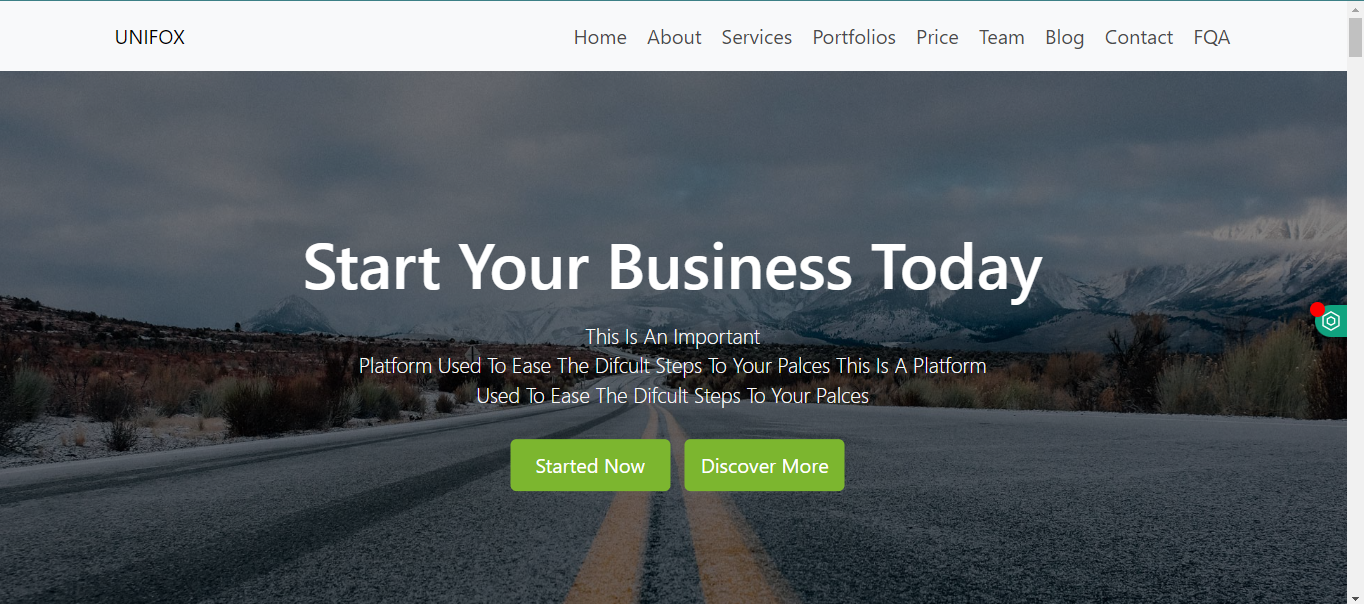 UNIFOX
Home About Services Portfolios Price Team Blog Contact FQA
Start Your Business Today
This Is An Important
Platform Used To Ease The Difcult Steps To Your Palces This Is A Platform
Used To Ease The Difcult Steps To Your Palces
Started Now
Discover More